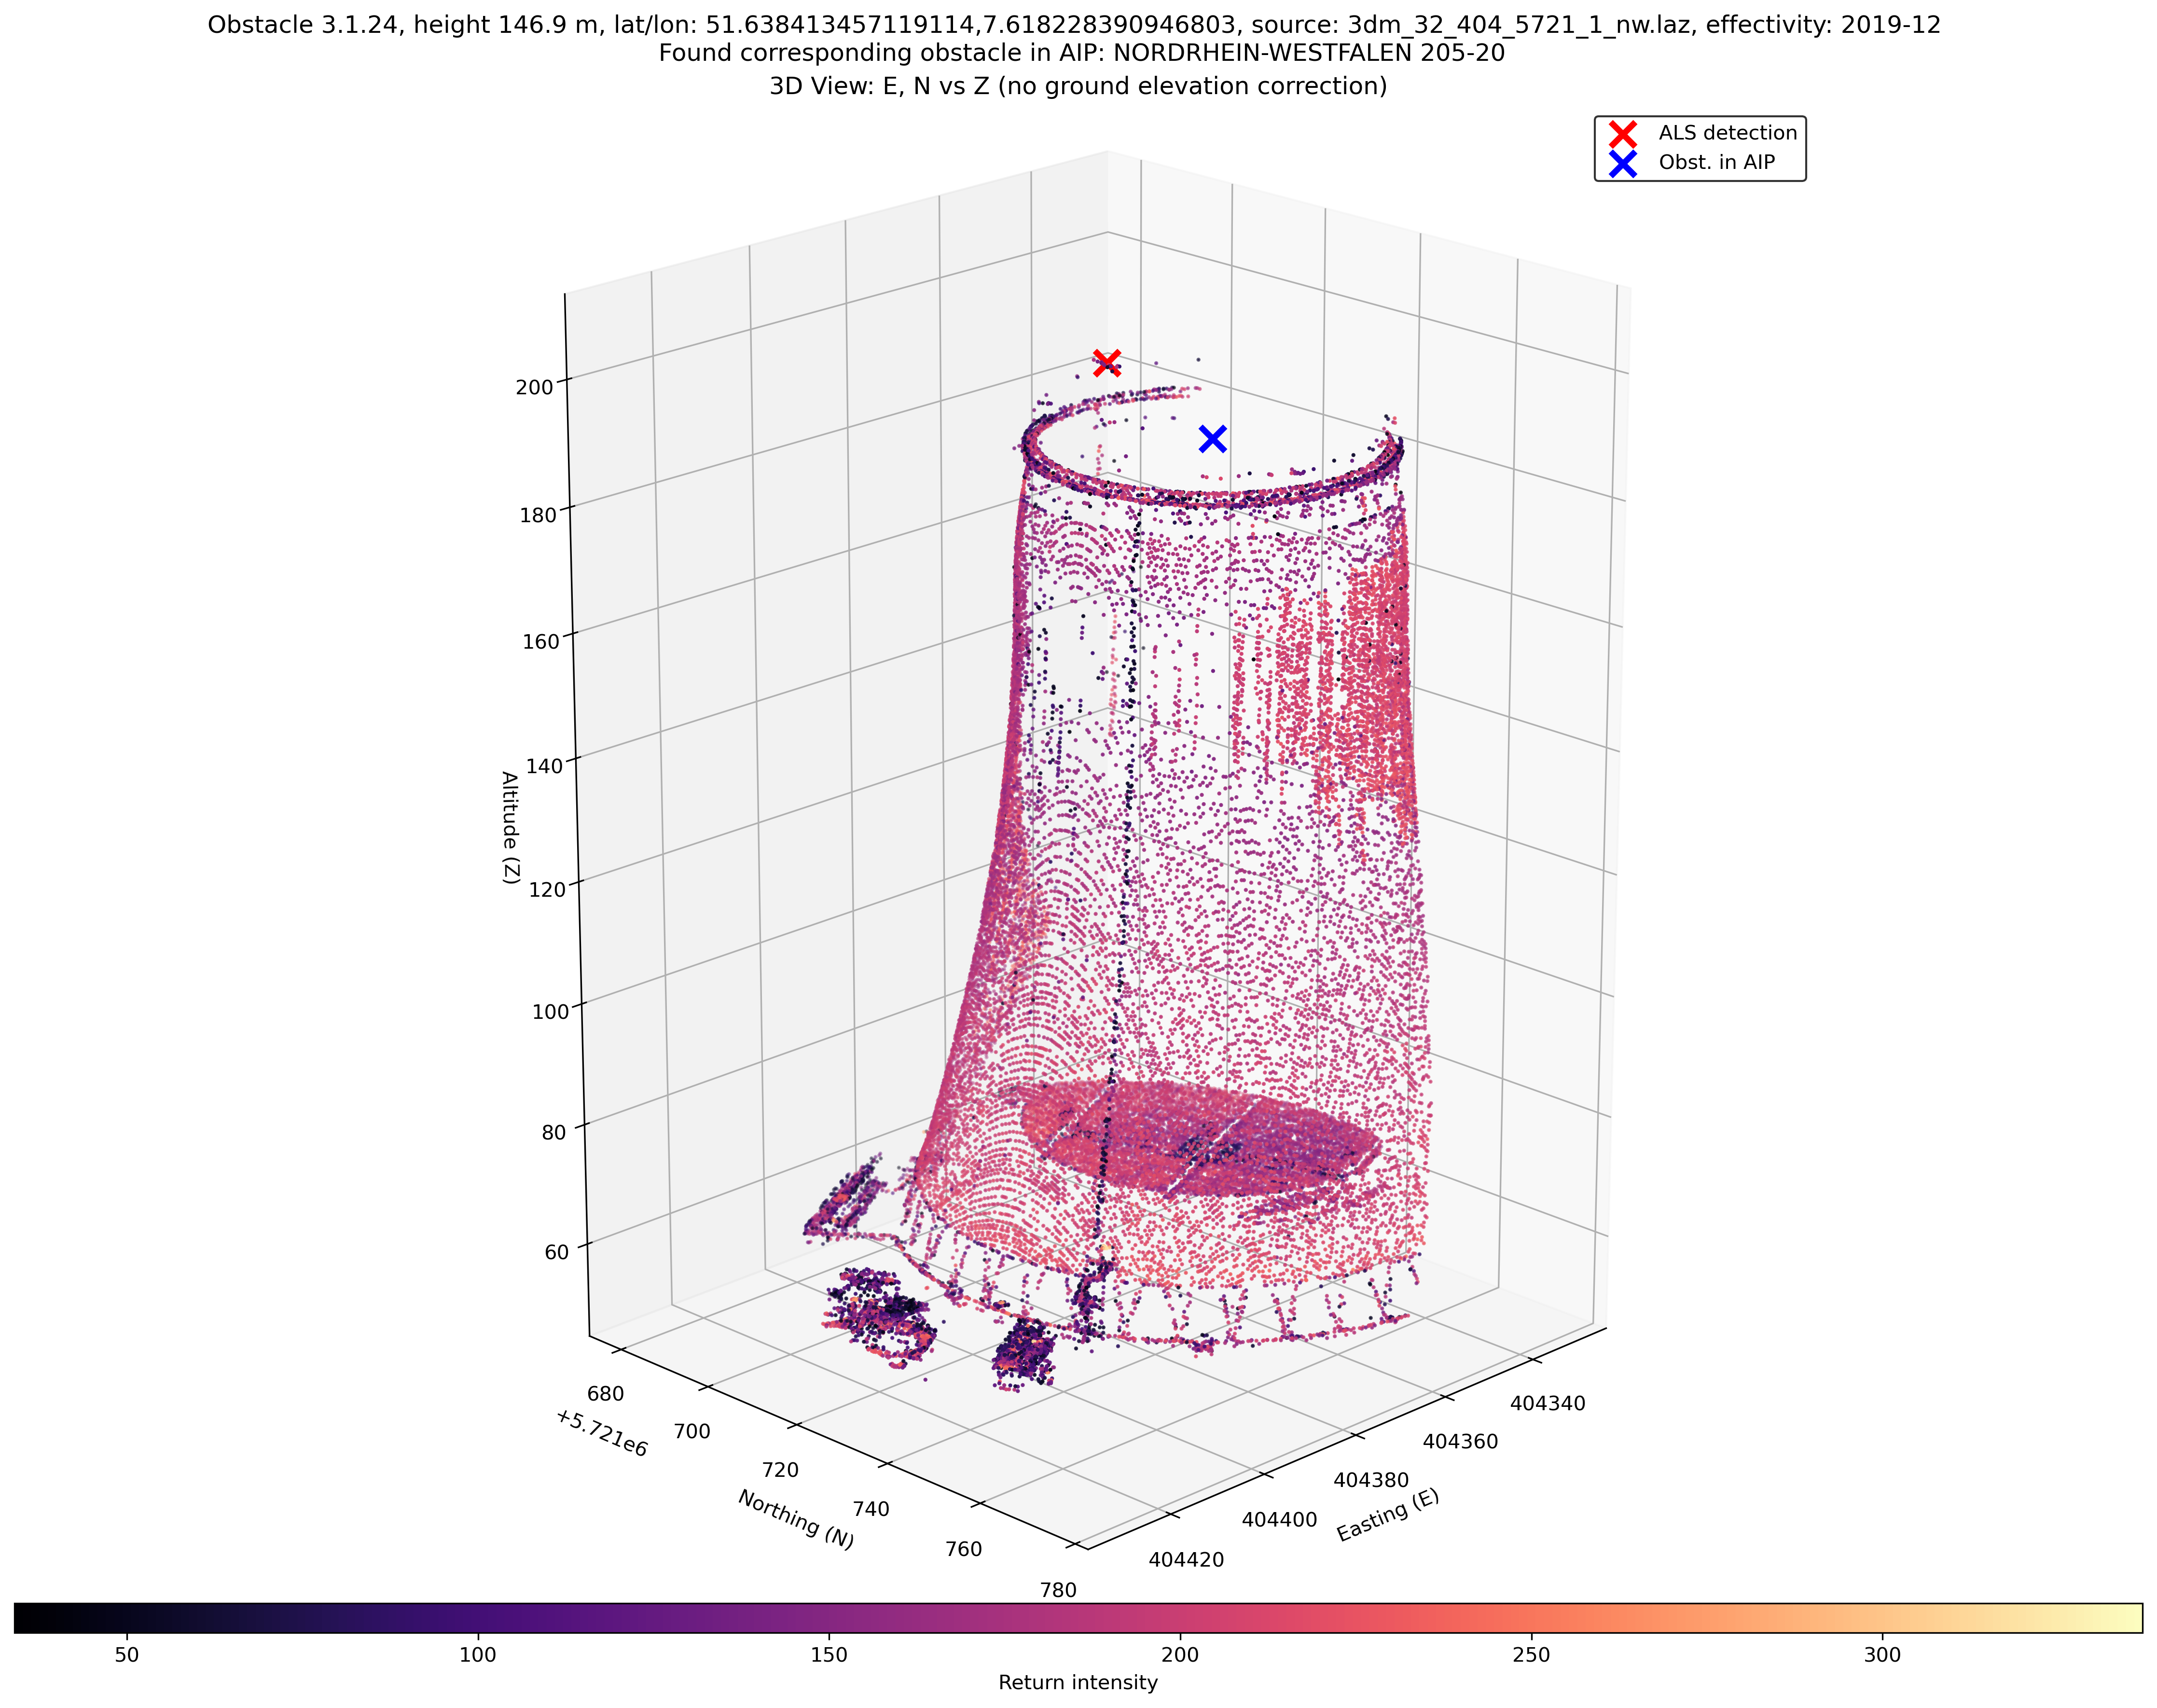 Obstacle 3.1.24, height 146.9 m, lat/lon: 51.638413457119114,7.618228390946803, source: 3dm_32_404_5721_1_nw.laz, effectivity: 2019-12
Found corresponding obstacle in AIP: NORDRHEIN-WESTFALEN 205-20
3D View: E, N vs Z (no ground elevation correction)
ALS detection
Obst. in AIP
200
180
160
140
120
100
80
60
Altitude (Z)
680
700
720
740
760
780
+5.721e6
Northing (N)
404340
404360
404380
404400
404420
Easting (E)
50
100
150
200
250
300
Return intensity